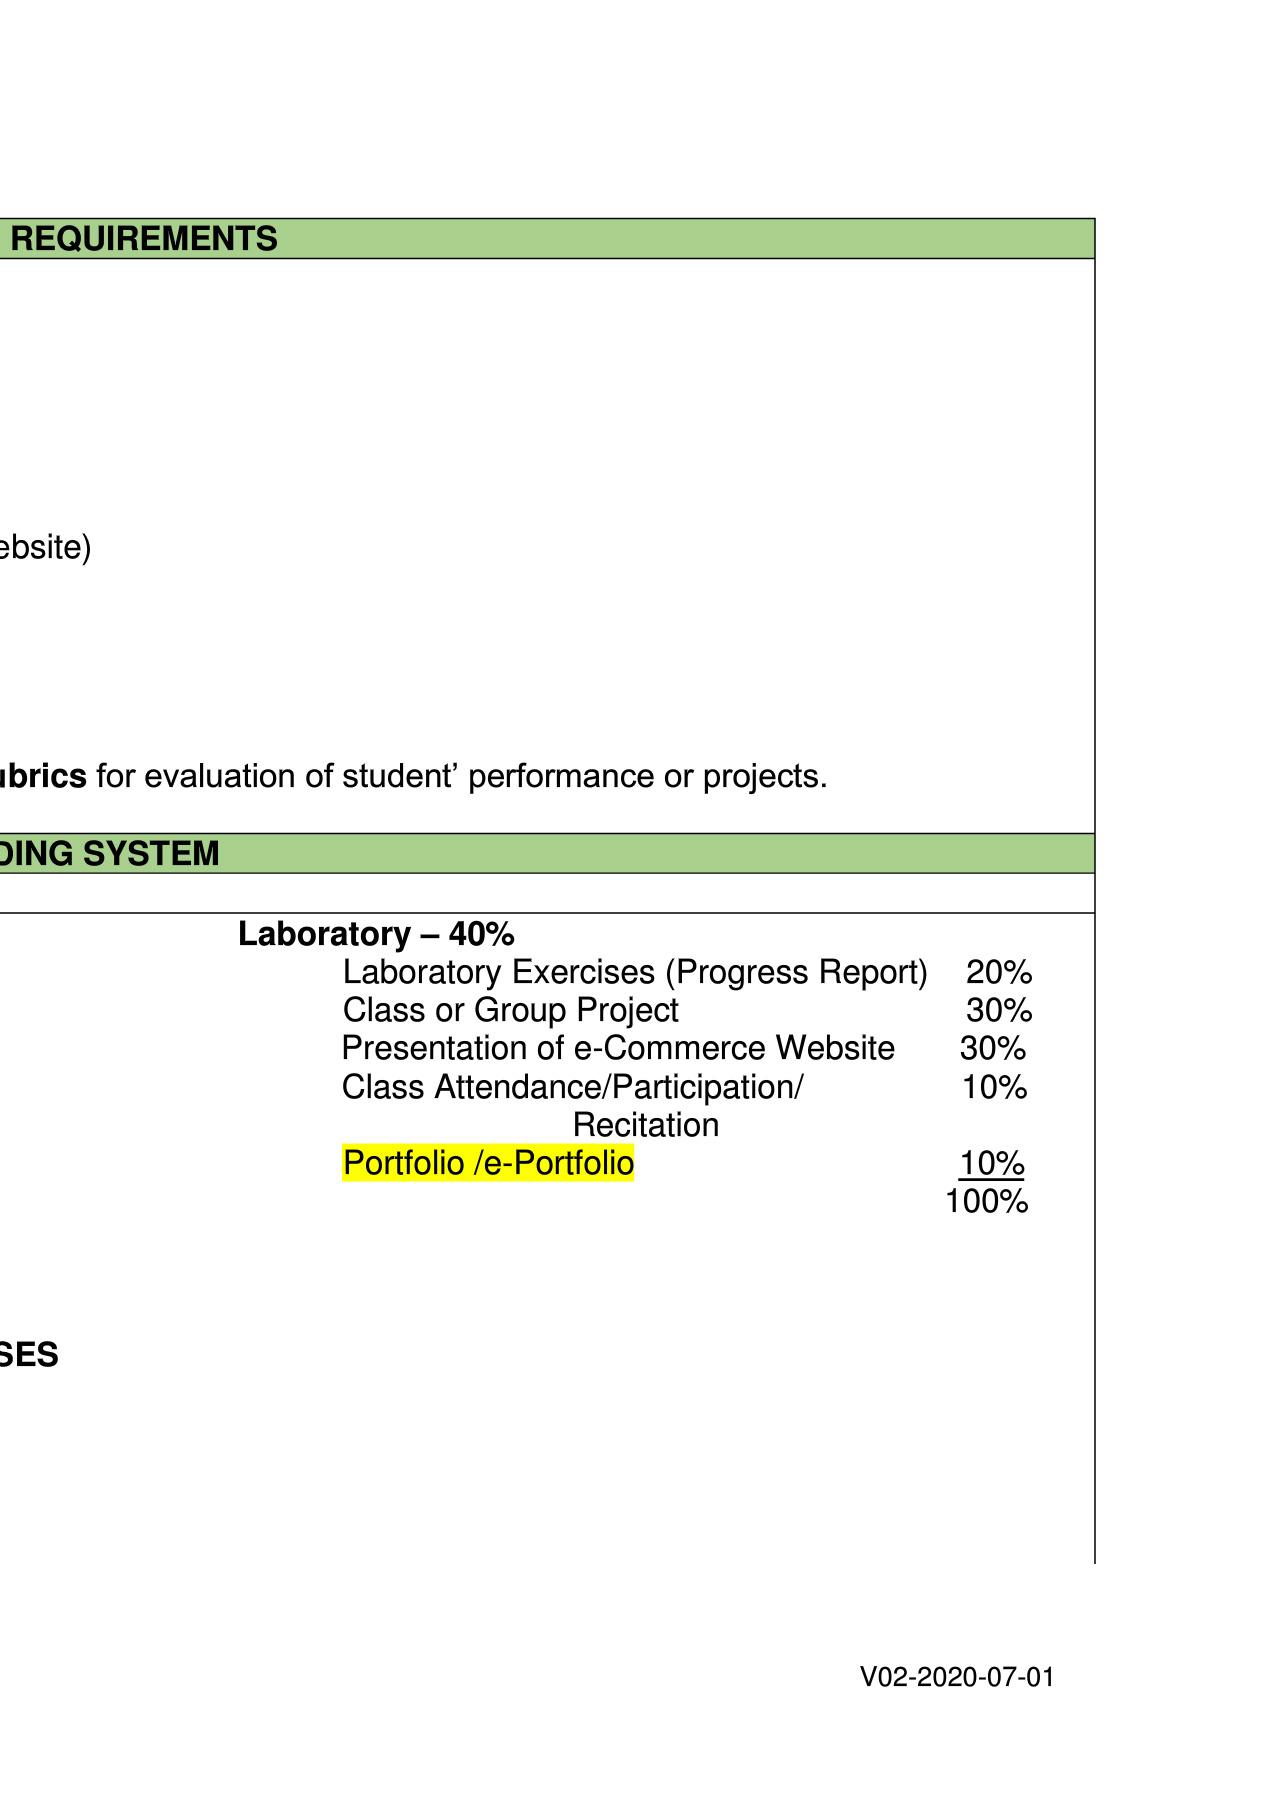 REQUIREMENTS
ebsite)
ubrics for evaluation of student’ performance or projects.
DING SYSTEM
Laboratory – 40%
Laboratory Exercises (Progress Report) 20%
Class or Group Project 30%
Presentation of e-Commerce Website 30%
Class Attendance/Participation/ 10%
Recitation
Portfolio /e-Portfolio 10%
100%
SES
V02-2020-07-01